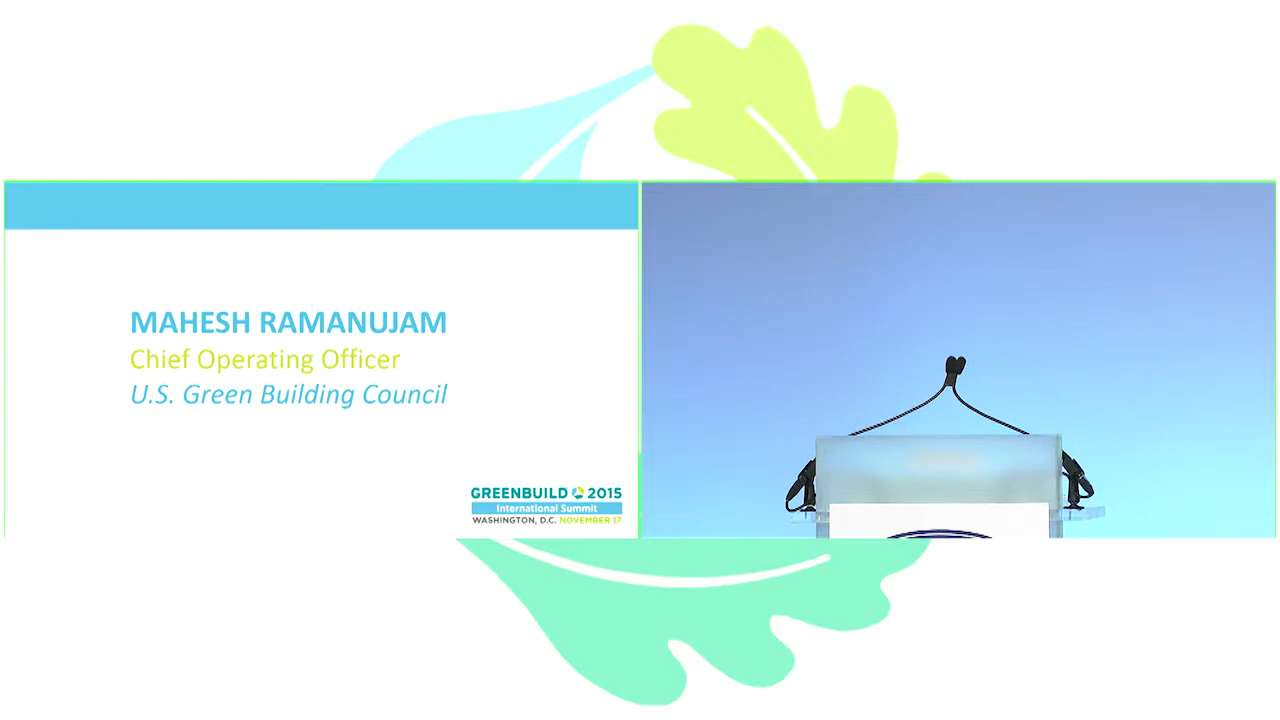 MAHESH RAMANUJAM
Chief Operating Officer
U.S. Green Building Council
GREENBUILD 2015
International Summit
WASHINGTON, D.C. NOVEMBER 17